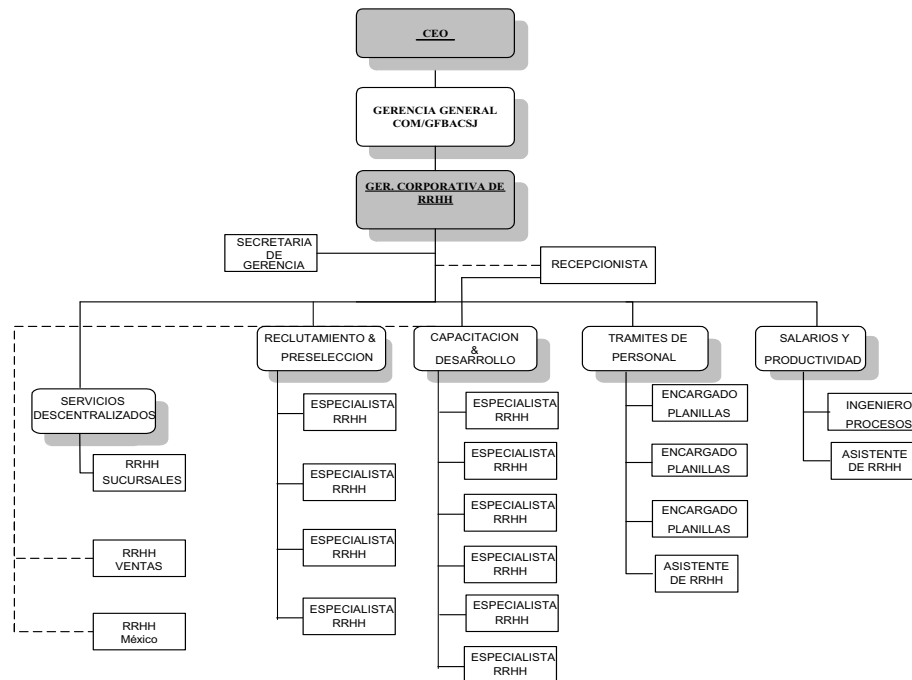 CEO
GERENCIA GENERAL
COM/GFBACSJ
GER. CORPORATIVA DE
RRHH
SECRETARIA
DE
GERENCIA
RECEPCIONISTA
SERVICIOS
DESCENTRALIZADOS
RRHH
SUCURSALES
RRHH
VENTAS
RRHH
México
RECLUTAMIENTO &
PRESELECCION
ESPECIALISTA
RRHH
ESPECIALISTA
RRHH
ESPECIALISTA
RRHH
ESPECIALISTA
RRHH
CAPACITACION
&
DESARROLLO
ESPECIALISTA
RRHH
ESPECIALISTA
RRHH
ESPECIALISTA
RRHH
ESPECIALISTA
RRHH
ESPECIALISTA
RRHH
ESPECIALISTA
RRHH
TRAMITES DE
PERSONAL
ENCARGADO
PLANILLAS
ENCARGADO
PLANILLAS
ENCARGADO
PLANILLAS
ASISTENTE
DE RRHH
SALARIOS Y
PRODUCTIVIDAD
INGENIERO
PROCESOS
ASISTENTE
DE RRHH